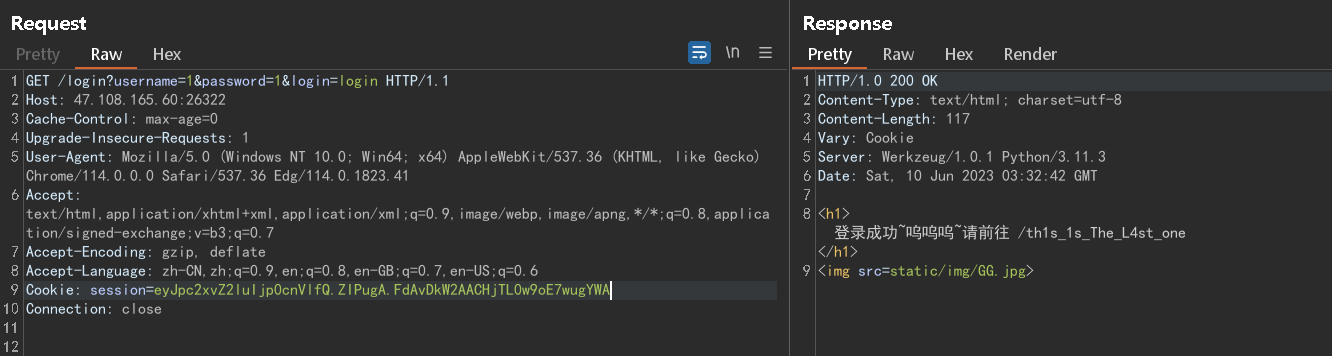 Request
Pretty Raw Hex
\n
1 GET /login?username=1&password=1&login=login HTTP/1.1
2 Host: 47.108.165.60:26322
3 Cache-Control: max-age=0
4 Upgrade-Insecure-Requests: 1
5 User-Agent: Mozilla/5.0 (Windows NT 10.0; Win64; x64) AppleWebKit/537.36 (KHTML, like Gecko)
Chrome/114.0.0.0 Safari/537.36 Edg/114.0.1823.41
6 Accept:
text/html,application/xhtml+xml,application/xml;q=0.9,image/webp,image/apng,*/*;q=0.8,applica
tion/signed-exchange;v=b3;q=0.7
7 Accept-Encoding: gzip, deflate
8 Accept-Language: zh-CN,zh;q=0.9,en;q=0.8,en-GB;q=0.7,en-US;q=0.6
9 Cookie: session=eyJpc2xvZ2luIjp0cnVlfQ.ZIPugA.FdAvDkW2AACHjTL0w9oE7wugYWA
10 Connection: close
11
12
Response
Pretty Raw Hex Render
1 HTTP/1.0 200 OK
2 Content-Type: text/html; charset=utf-8
3 Content-Length: 117
4 Vary: Cookie
5 Server: Werkzeug/1.0.1 Python/3.11.3
6 Date: Sat, 10 Jun 2023 03:32:42 GMT
7
8 <h1>
登录成功~呜呜呜~请前往 /th1s_1s_The_L4st_one
</h1>
9 <img src=static/img/GG.jpg>